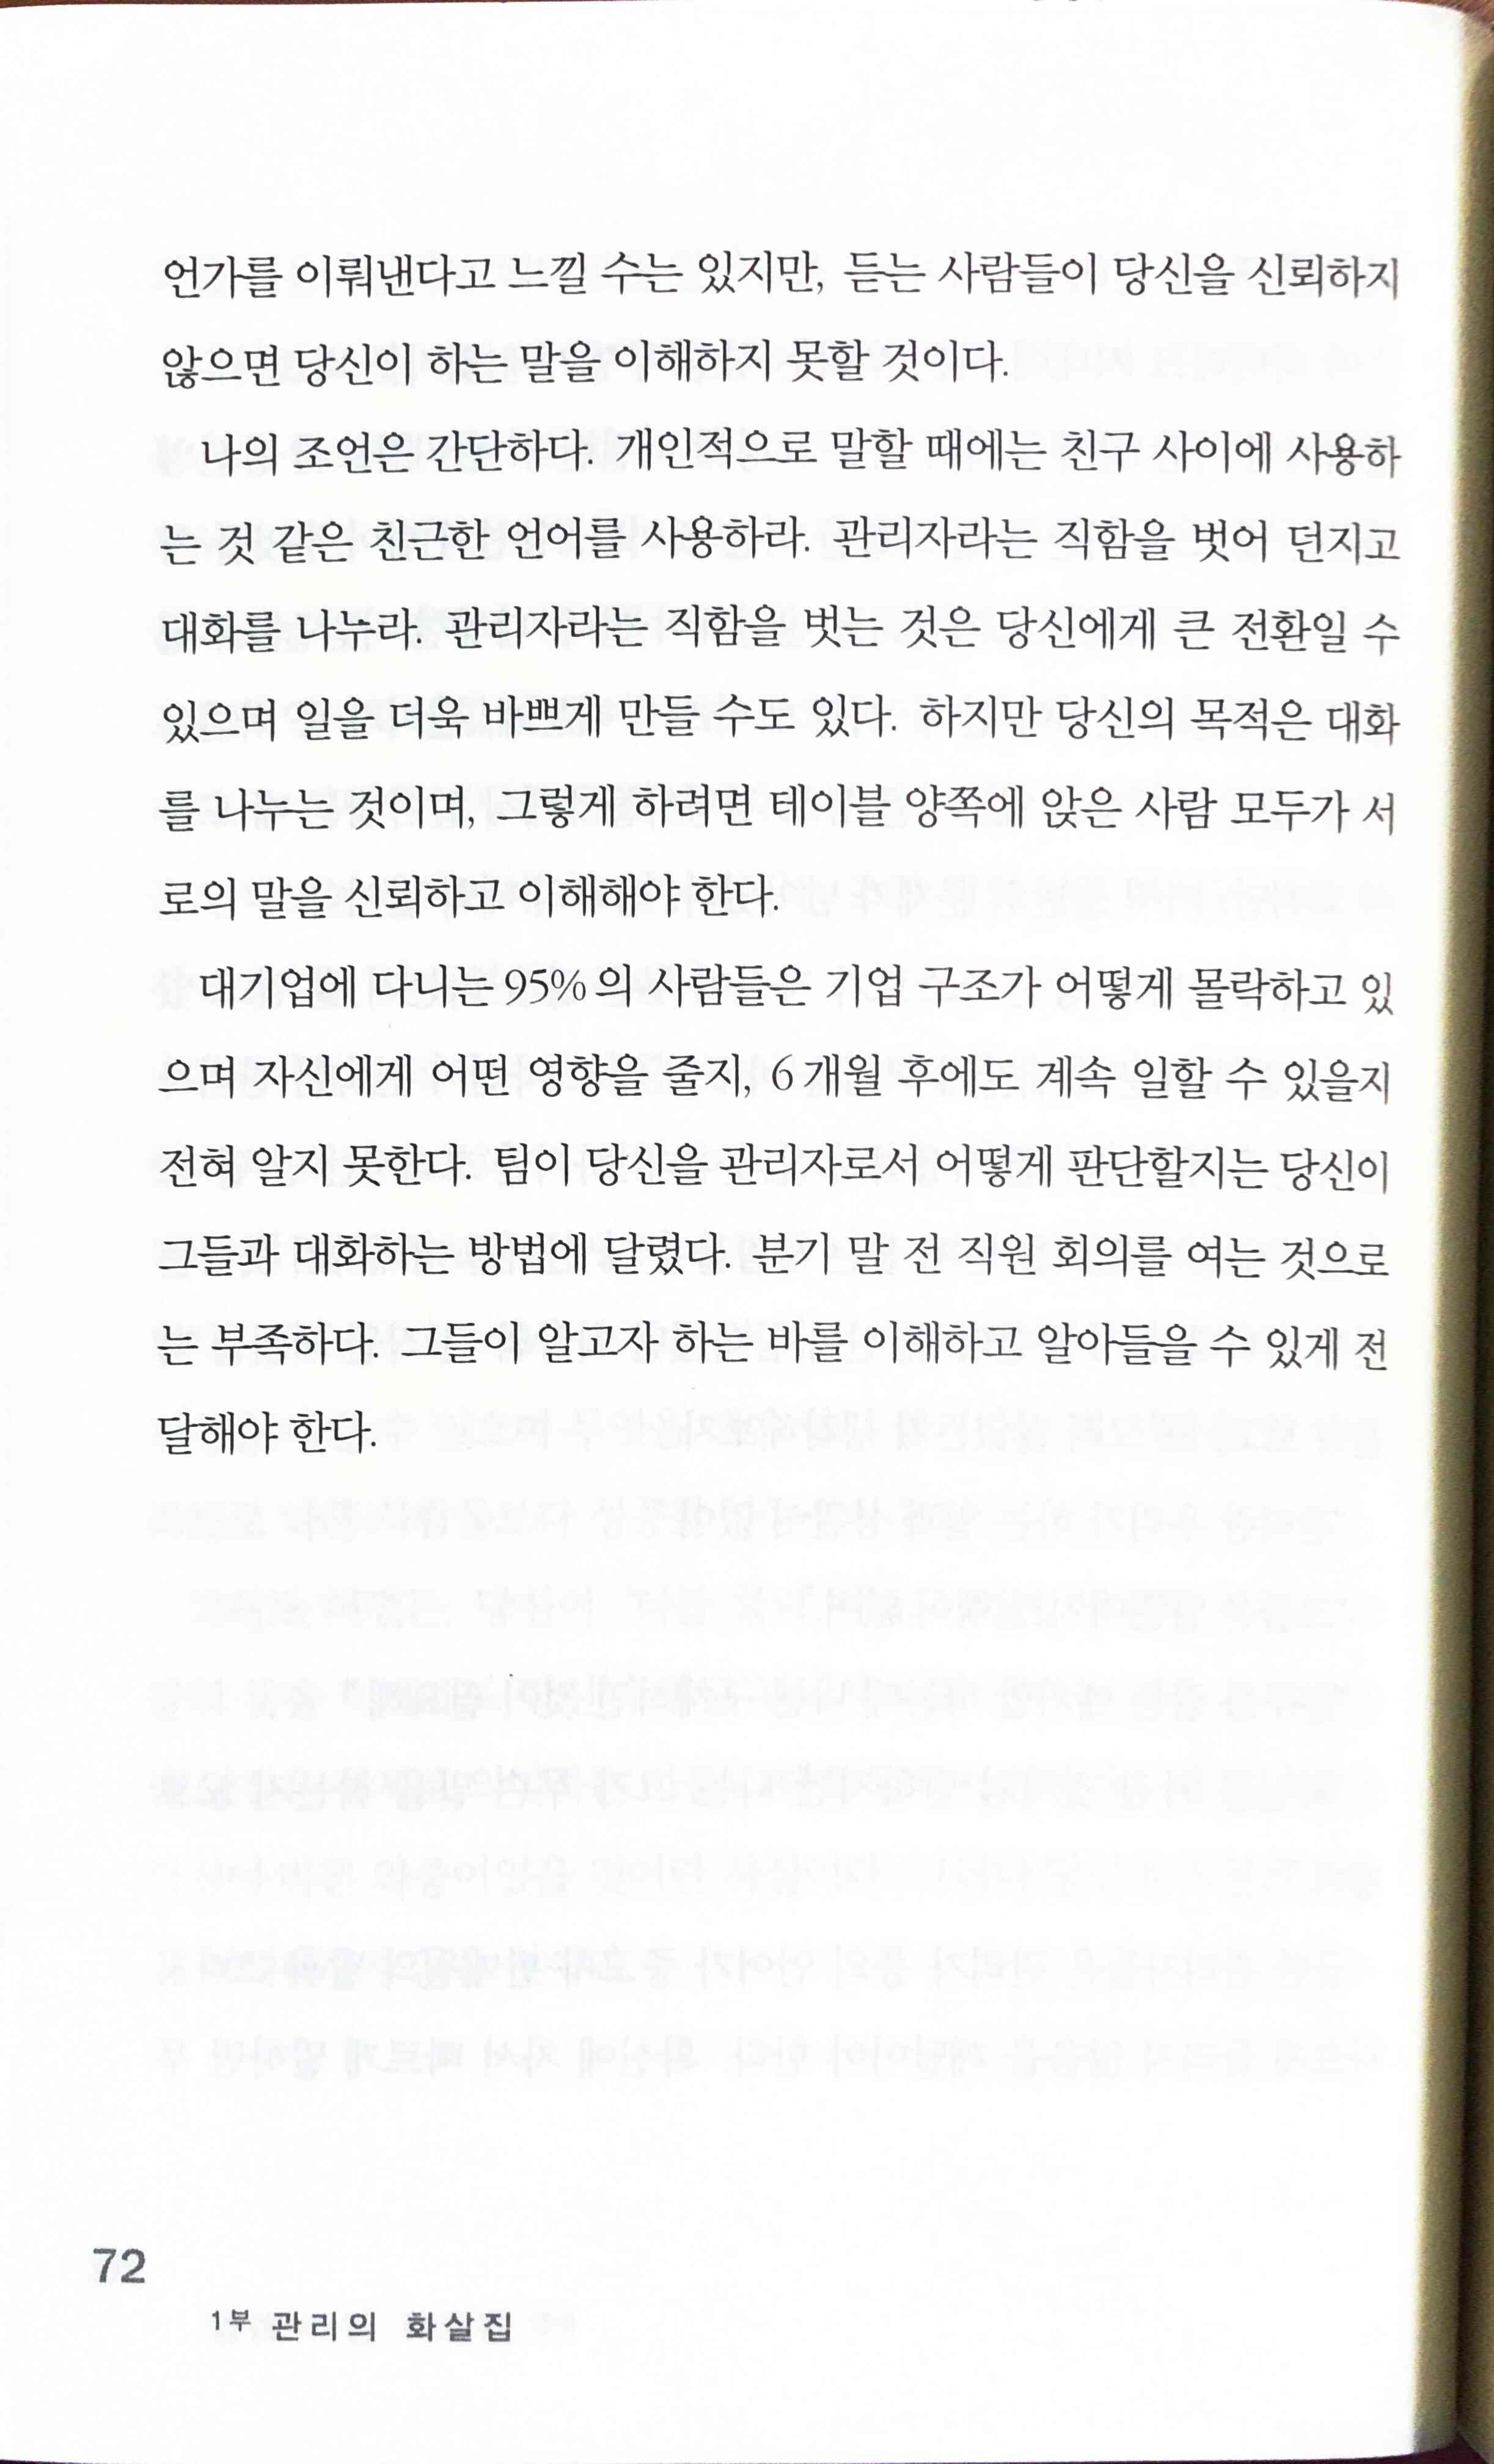 언가를 이뤄낸다고 느낄 수는 있지만, 듣는 사람들이 당신을 신뢰하지
않으면 당신이 하는 말을 이해하지 못할 것이다.
나의 조언은 간단하다. 개인적으로 말할 때에는 친구 사이에 사용하
는 것 같은 친근한 언어를 사용하라. 관리자라는 직함을 벗어 던지고
대화를 나누라. 관리자라는 직함을 벗는 것은 당신에게 큰 전환일 수
있으며 일을 더욱 바쁘게 만들 수도 있다. 하지만 당신의 목적은 대화
를 나누는 것이며, 그렇게 하려면 테이블 양쪽에 앉은 사람 모두가 서
로의 말을 신뢰하고 이해해야 한다.
대기업에 다니는 95%의 사람들은 기업 구조가 어떻게 몰락하고 있
으며 자신에게 어떤 영향을 줄지, 6개월 후에도 계속 일할 수 있을지
전혀 알지 못한다. 팀이 당신을 관리자로서 어떻게 판단할지는 당신이
그들과 대화하는 방법에 달렸다. 분기 말 전 직원 회의를 여는 것으로
는 부족하다. 그들이 알고자 하는 바를 이해하고 알아들을 수 있게 전
달해야 한다.
72
1부 관리의 화살집